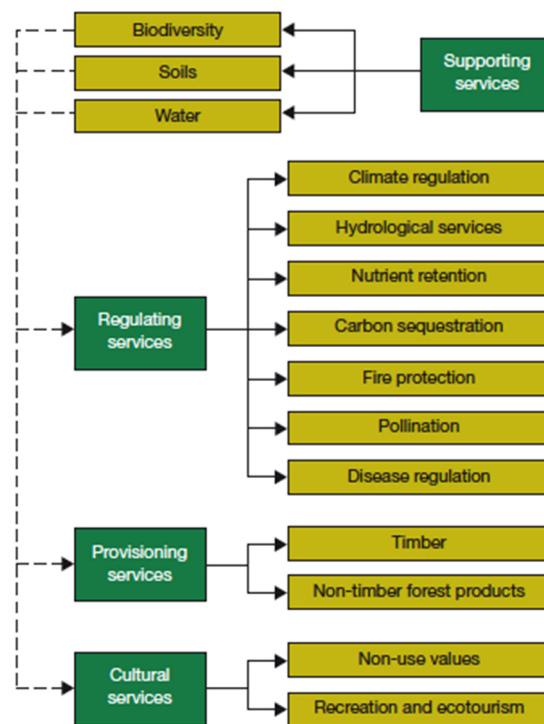 Biodiversity
Soils
Water
Supporting
services
Climate regulation
Hydrological services
Nutrient retention
Regulating
services
Carbon sequestration
Fire protection
Pollination
Disease regulation
Provisioning
services
Timber
Non-timber forest products
Cultural
services
Non-use values
Recreation and ecotourism